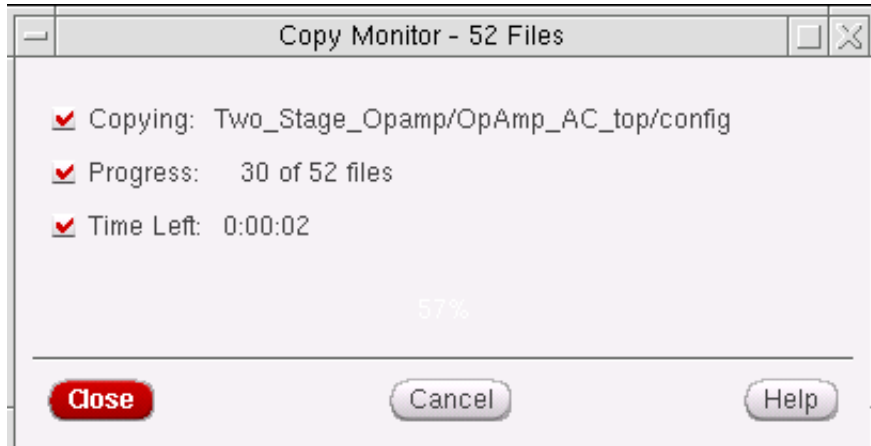 Copy Monitor - 52 Files
Copying: Two_Stage_Opamp/OpAmp_AC_top/config
Progress: 30 of 52 files
Time Left: 0:00:02
57%
Close Cancel Help